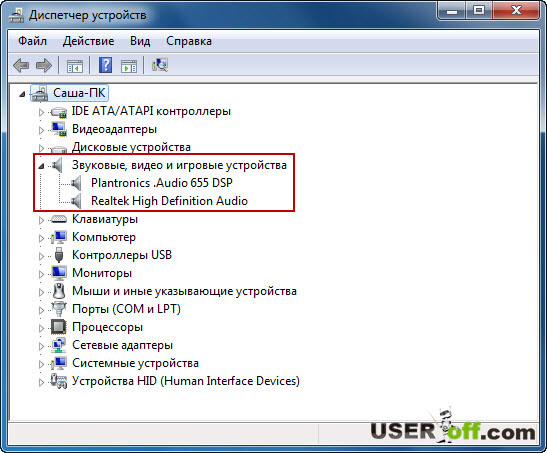 Диспетчер устройств
Файл Действие Вид Справка
Саша-ПК
IDE ATA/ATAPI контроллеры
Видеоадаптеры
Дисковые устройства
Звуковые, видео и игровые устройства
Plantronics .Audio 655 DSP
Realtek High Definition Audio
Клавиатуры
Компьютер
Контроллеры USB
Мониторы
Мыши и иные указывающие устройства
Порты (COM и LPT)
Процессоры
Сетевые адаптеры
Системные устройства
Устройства HID (Human Interface Devices)
USERoff.com